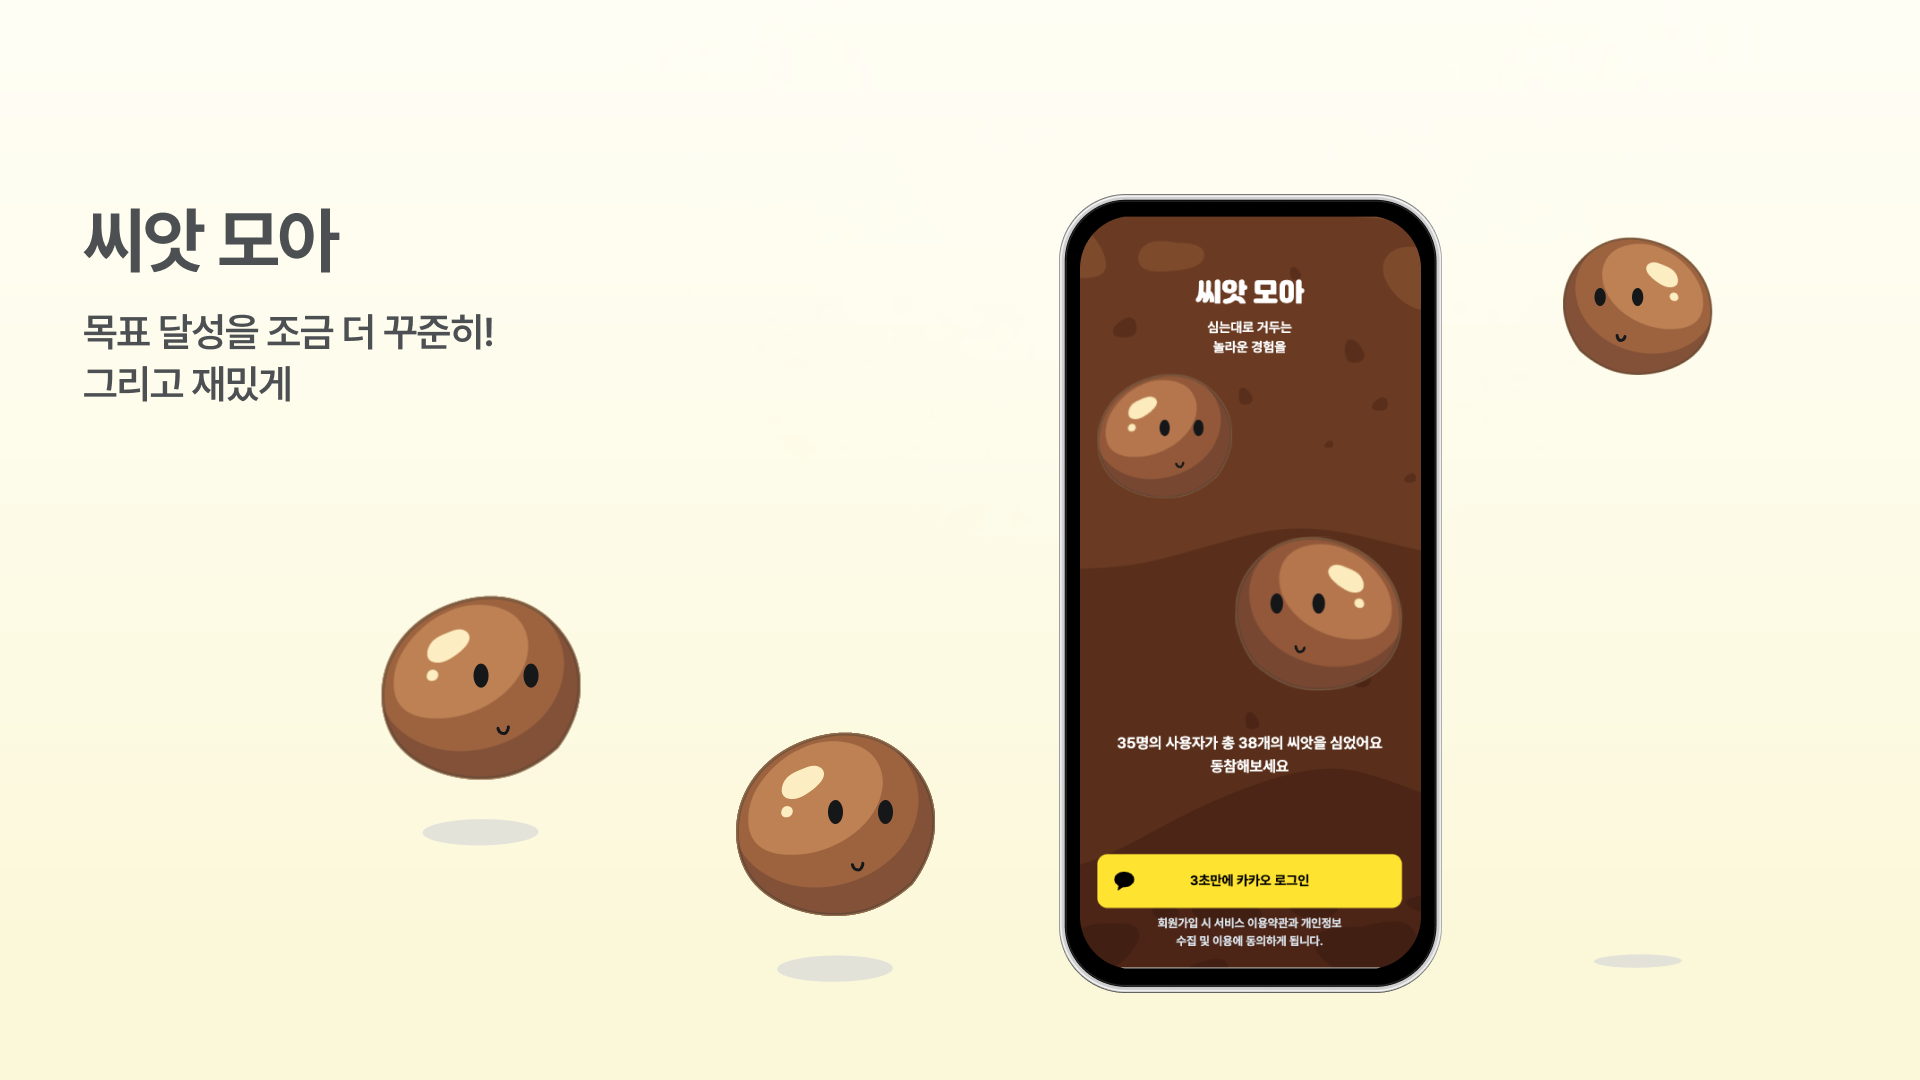 씨앗 모아
목표 달성을 조금 더 꾸준히!
그리고 재밌게
씨앗 모아
심는대로 거두는
놀라운 경험을
35명의 사용자가 총 38개의 씨앗을 심었어요
동참해보세요
3초만에 카카오 로그인
회원가입 시 서비스 이용약관과 개인정보
수집 및 이용에 동의하게 됩니다.